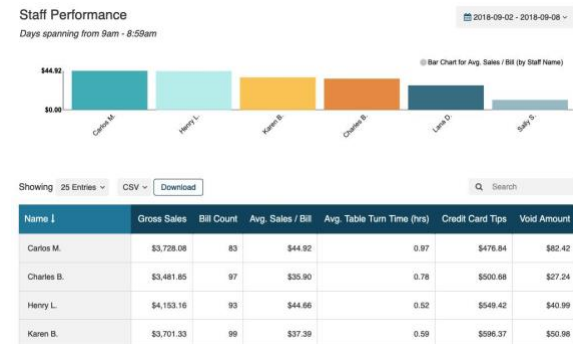 Staff Performance
2018-09-02 - 2018-09-08
Days spanning from 9am - 8:59am
Bar Chart for Avg. Sales / Bill (by Staff Name)
$44.92
$0.00
Carlos M. Henry L. Karen B. Charles B. Lana D. Sally S.
Showing 25 Entries CSV Download Search
Name Gross Sales Bill Count Avg. Sales / Bill Avg. Table Turn Time (hrs) Credit Card Tips Void Amount
Carlos M. $3,728.08 83 $44.92 0.97 $476.84 $82.42
Charles B. $3,481.85 97 $35.90 0.78 $500.68 $27.24
Henry L. $4,153.16 93 $44.66 0.52 $549.42 $40.99
Karen B. $3,701.33 99 $37.39 0.59 $596.37 $50.98